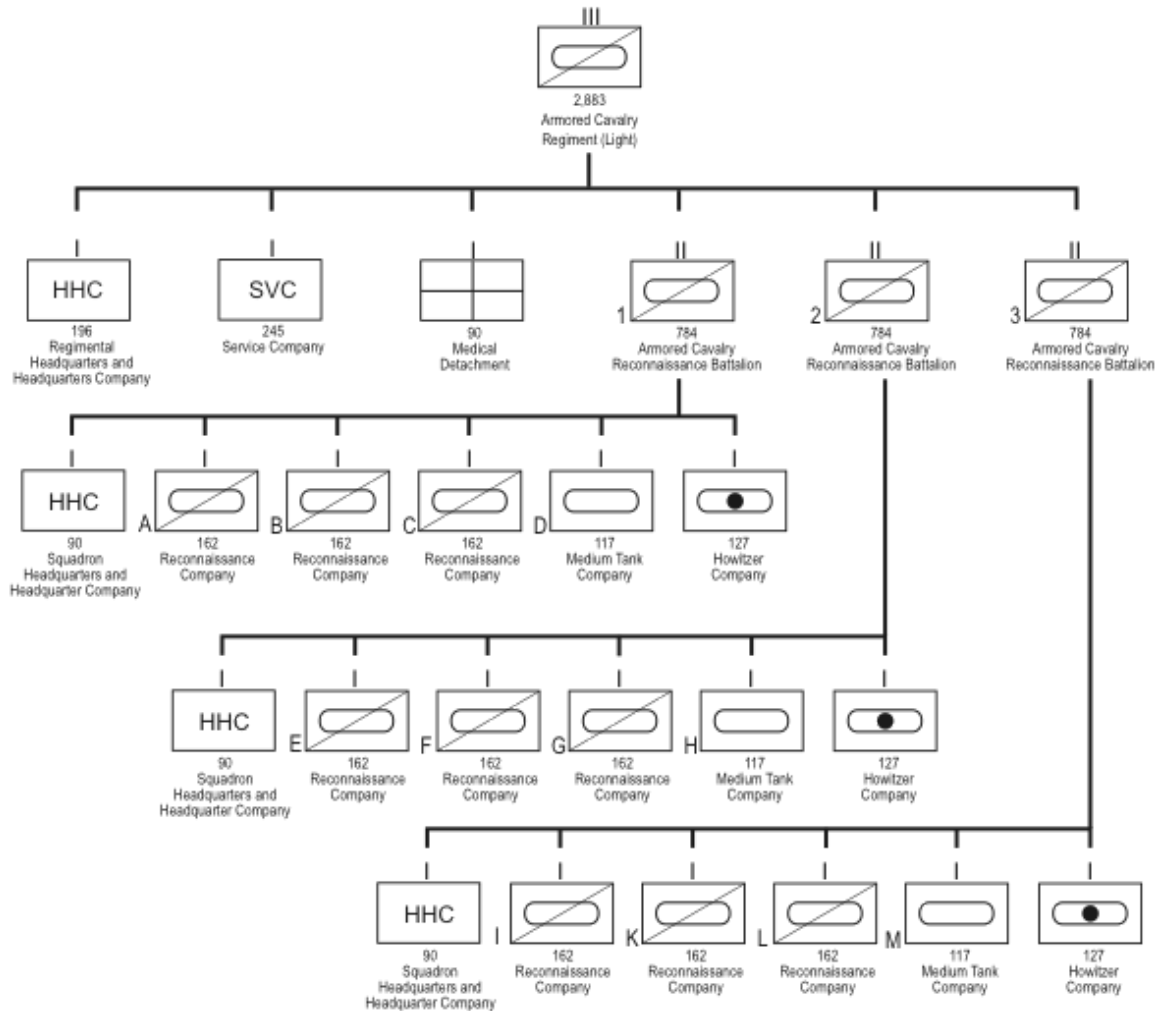 2,883
Armored Cavalry
Regiment (Light)
HHC
196
Regimental
Headquarters and
Headquarters Company
SVC
245
Service Company
90
Medical
Detachment
1
784
Armored Cavalry
Reconnaissance Battalion
2
784
Armored Cavalry
Reconnaissance Battalion
3
784
Armored Cavalry
Reconnaissance Battalion
HHC
90
Squadron
Headquarters and
Headquarter Company
A
162
Reconnaissance
Company
B
162
Reconnaissance
Company
C
162
Reconnaissance
Company
D
117
Medium Tank
Company
127
Howitzer
Company
HHC
90
Squadron
Headquarters and
Headquarter Company
E
162
Reconnaissance
Company
F
162
Reconnaissance
Company
G
162
Reconnaissance
Company
H
117
Medium Tank
Company
127
Howitzer
Company
HHC
90
Squadron
Headquarters and
Headquarter Company
I
162
Reconnaissance
Company
K
162
Reconnaissance
Company
L
162
Reconnaissance
Company
M
117
Medium Tank
Company
127
Howitzer
Company